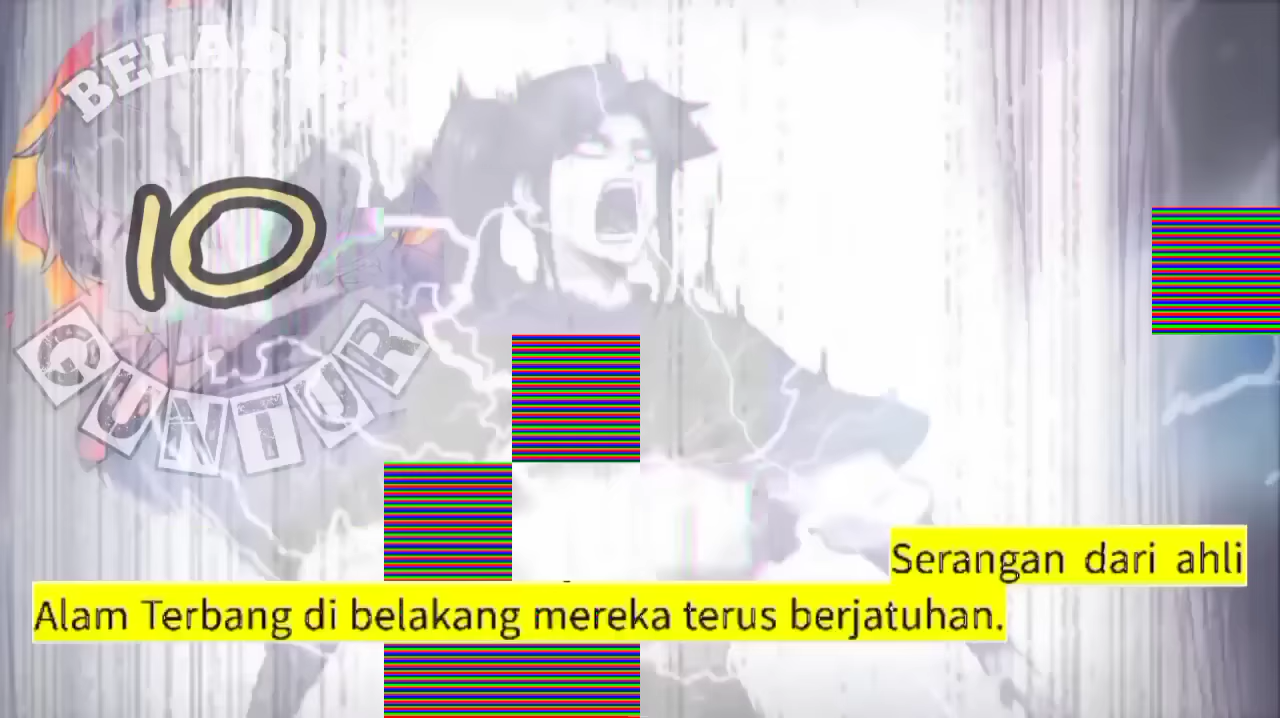 10
GUNTUR
Serangan dari ahli
Alam Terbang di belakang mereka terus berjatuhan.